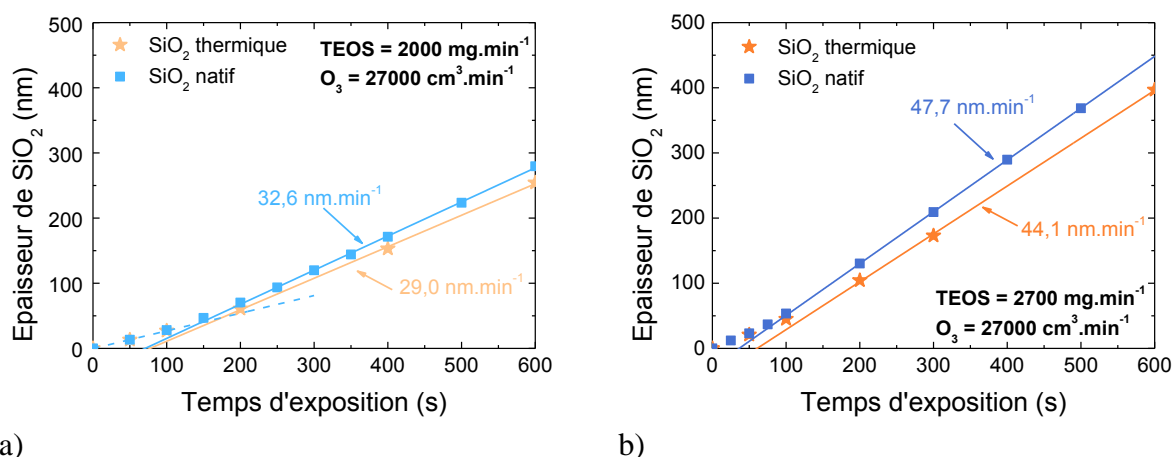 500
400
300
200
100
0
Epaisseur de SiO₂ (nm)
SiO₂ thermique
SiO₂ natif
TEOS = 2000 mg.min⁻¹
O₃ = 27000 cm³.min⁻¹
32,6 nm.min⁻¹
29,0 nm.min⁻¹
0 100 200 300 400 500 600
Temps d'exposition (s)
a)
500
400
300
200
100
0
Epaisseur de SiO₂ (nm)
SiO₂ thermique
SiO₂ natif
47,7 nm.min⁻¹
44,1 nm.min⁻¹
TEOS = 2700 mg.min⁻¹
O₃ = 27000 cm³.min⁻¹
0 100 200 300 400 500 600
Temps d'exposition (s)
b)